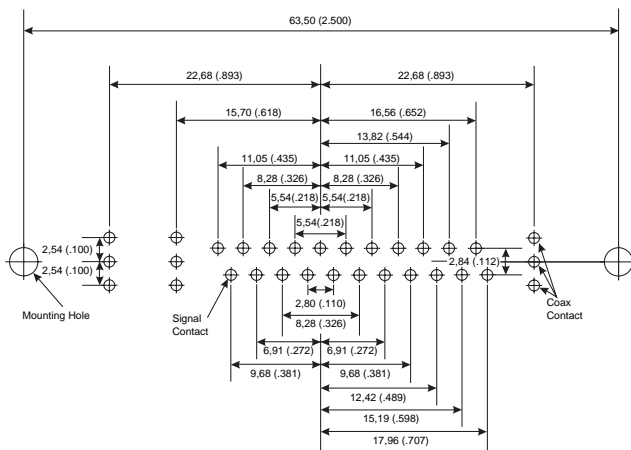 63,50 (2.500)
22,68 (.893) 22,68 (.893)
15,70 (.618) 16,56 (.652)
13,82 (.544)
11,05 (.435) 11,05 (.435)
8,28 (.326) 8,28 (.326)
5,54(.218) 5,54(.218)
5,54(.218)
2,54 (.100)
2,84 (.112)
2,54 (.100)
Mounting Hole
Signal
Contact
Coax
Contact
2,80 (.110)
8,28 (.326)
6,91 (.272) 6,91 (.272)
9,68 (.381) 9,68 (.381)
12,42 (.489)
15,19 (.598)
17,96 (.707)